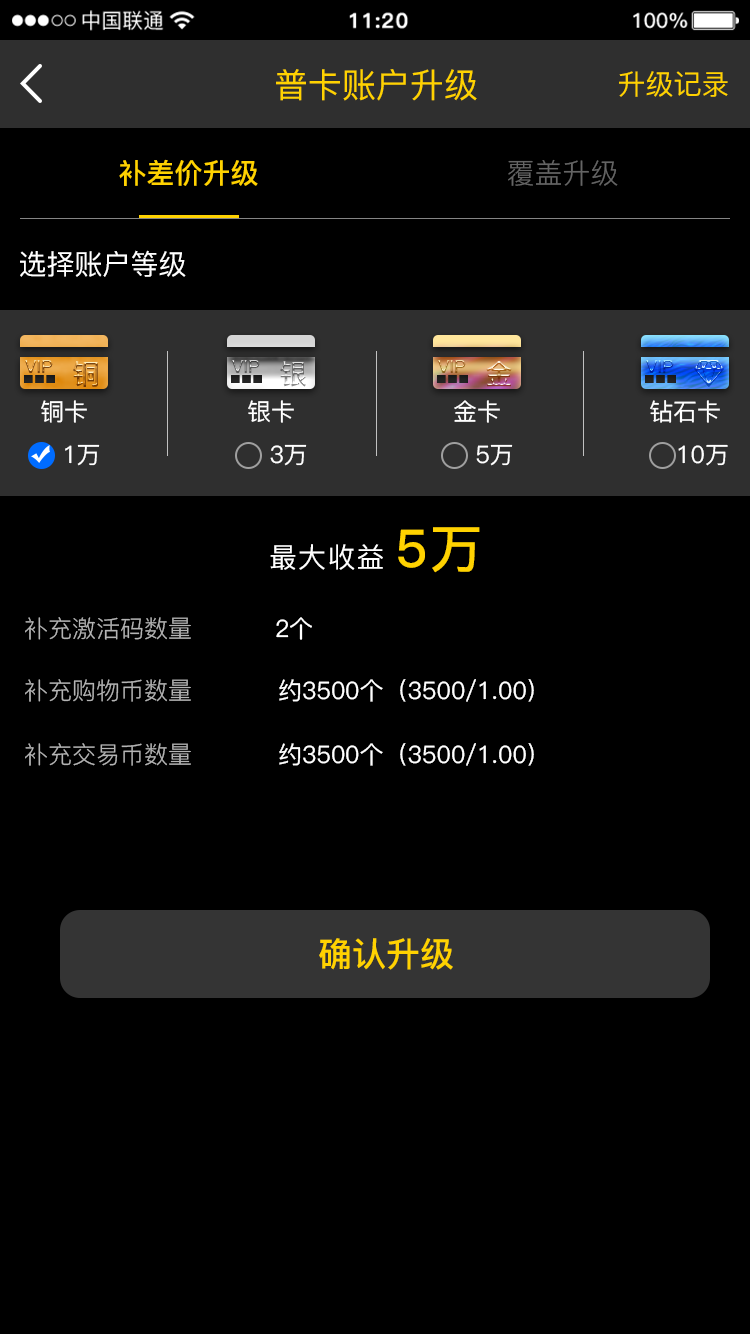 中国联通 11:20 100%
普卡账户升级 升级记录
补差价升级 覆盖升级
选择账户等级
VIP 铜 VIP 银 VIP 金 VIP
铜卡 银卡 金卡 钻石卡
1万 3万 5万 10万
最大收益 5万
补充激活码数量 2个
补充购物币数量 约3500个（3500/1.00）
补充交易币数量 约3500个（3500/1.00）
确认升级